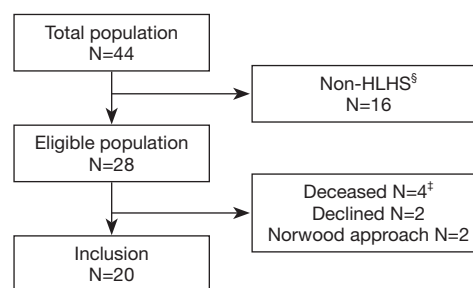 Total population
N=44
Non-HLHS§
N=16
Eligible population
N=28
Deceased N=4‡
Declined N=2
Norwood approach N=2
Inclusion
N=20